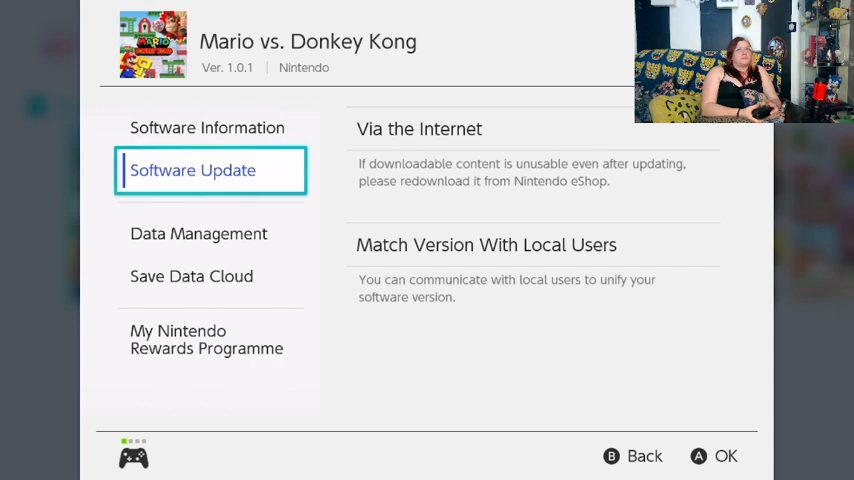 Mario vs. Donkey Kong
Ver. 1.0.1 | Nintendo
Software Information
Software Update
Data Management
Save Data Cloud
My Nintendo
Rewards Programme
Via the Internet
If downloadable content is unusable even after updating,
please redownload it from Nintendo eShop.
Match Version With Local Users
You can communicate with local users to unify your
software version.
B Back
A OK